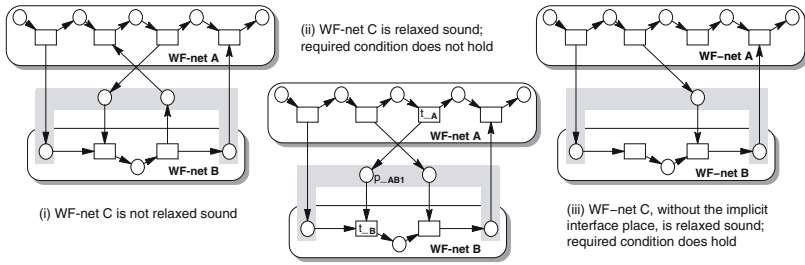 WF-net A
WF-net B
(i) WF-net C is not relaxed sound
(ii) WF-net C is relaxed sound;
required condition does not hold
t_A
WF-net A
p_AB1
t_B
WF-net B
WF-net A
WF-net B
(iii) WF-net C, without the implicit
interface place, is relaxed sound;
required condition does hold